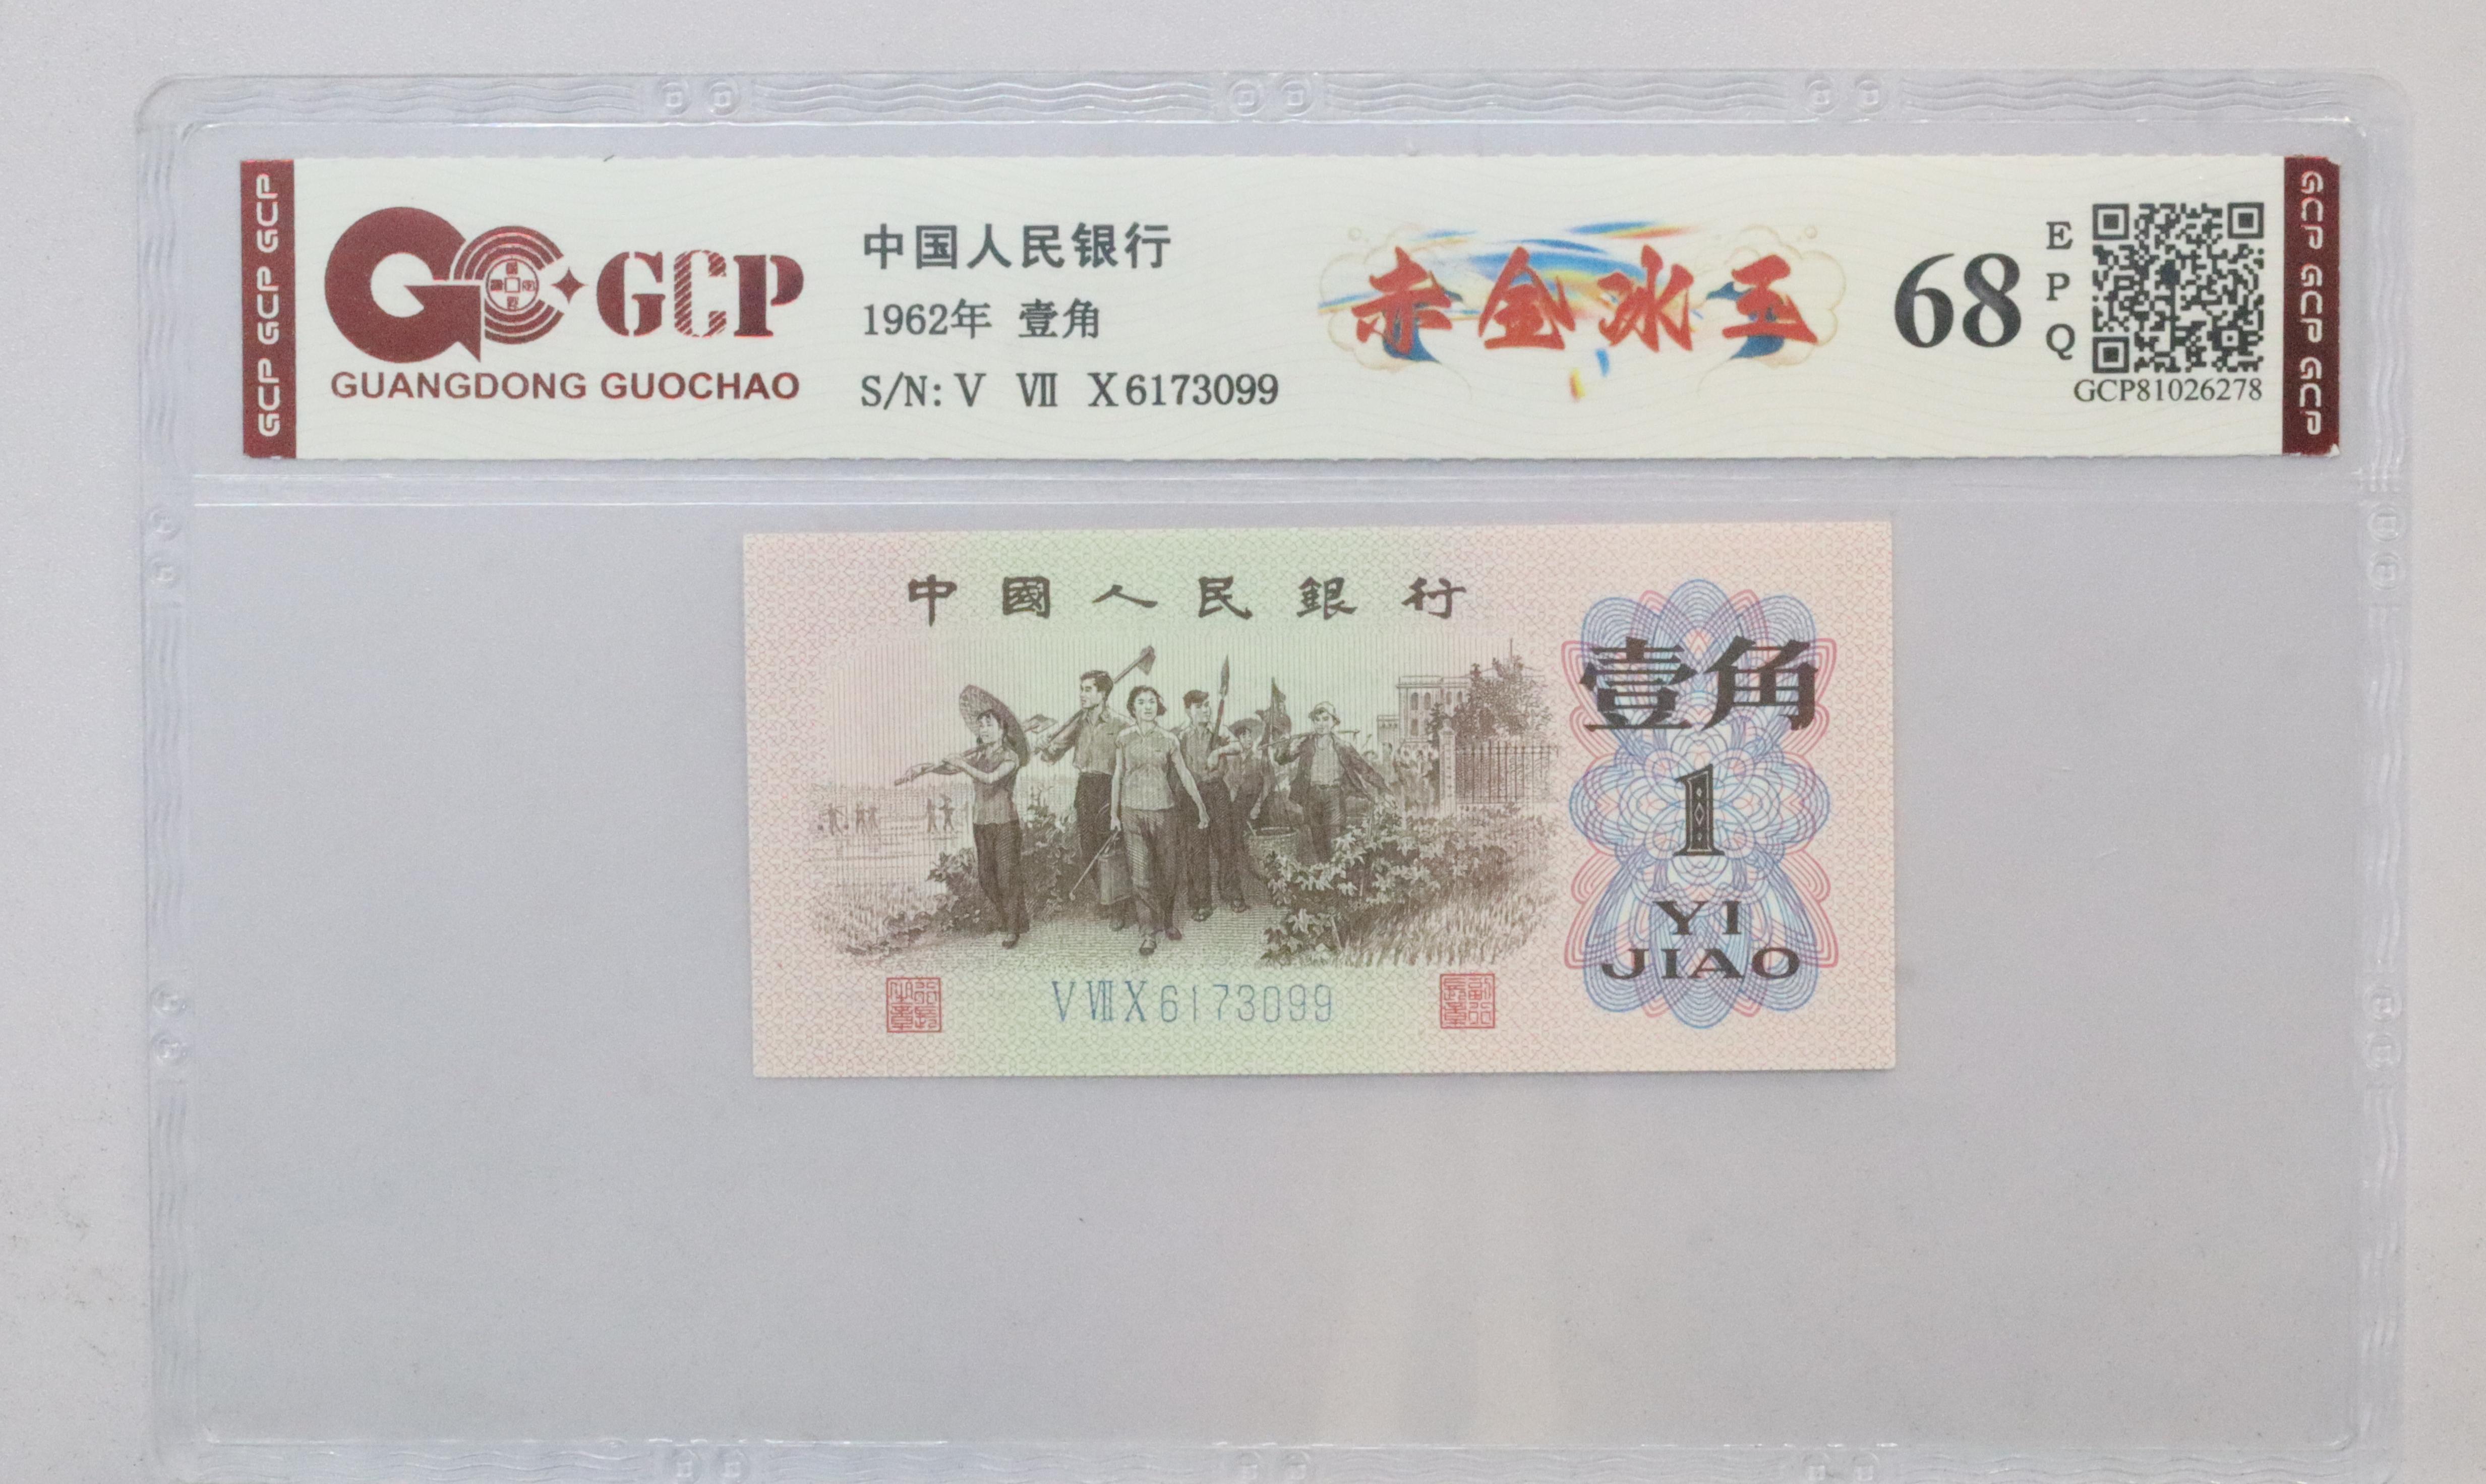 GCP GCP GCP
GCP
GUANGDONG GUOCHAO
中国人民银行
1962年 壹角
S/N: V Ⅶ X6173099
赤金冰玉
68
E
P
Q
GCP81026278
GCP GCP GCP
中國人民銀行
壹角
1
YI
JIAO
V Ⅶ X 6173099